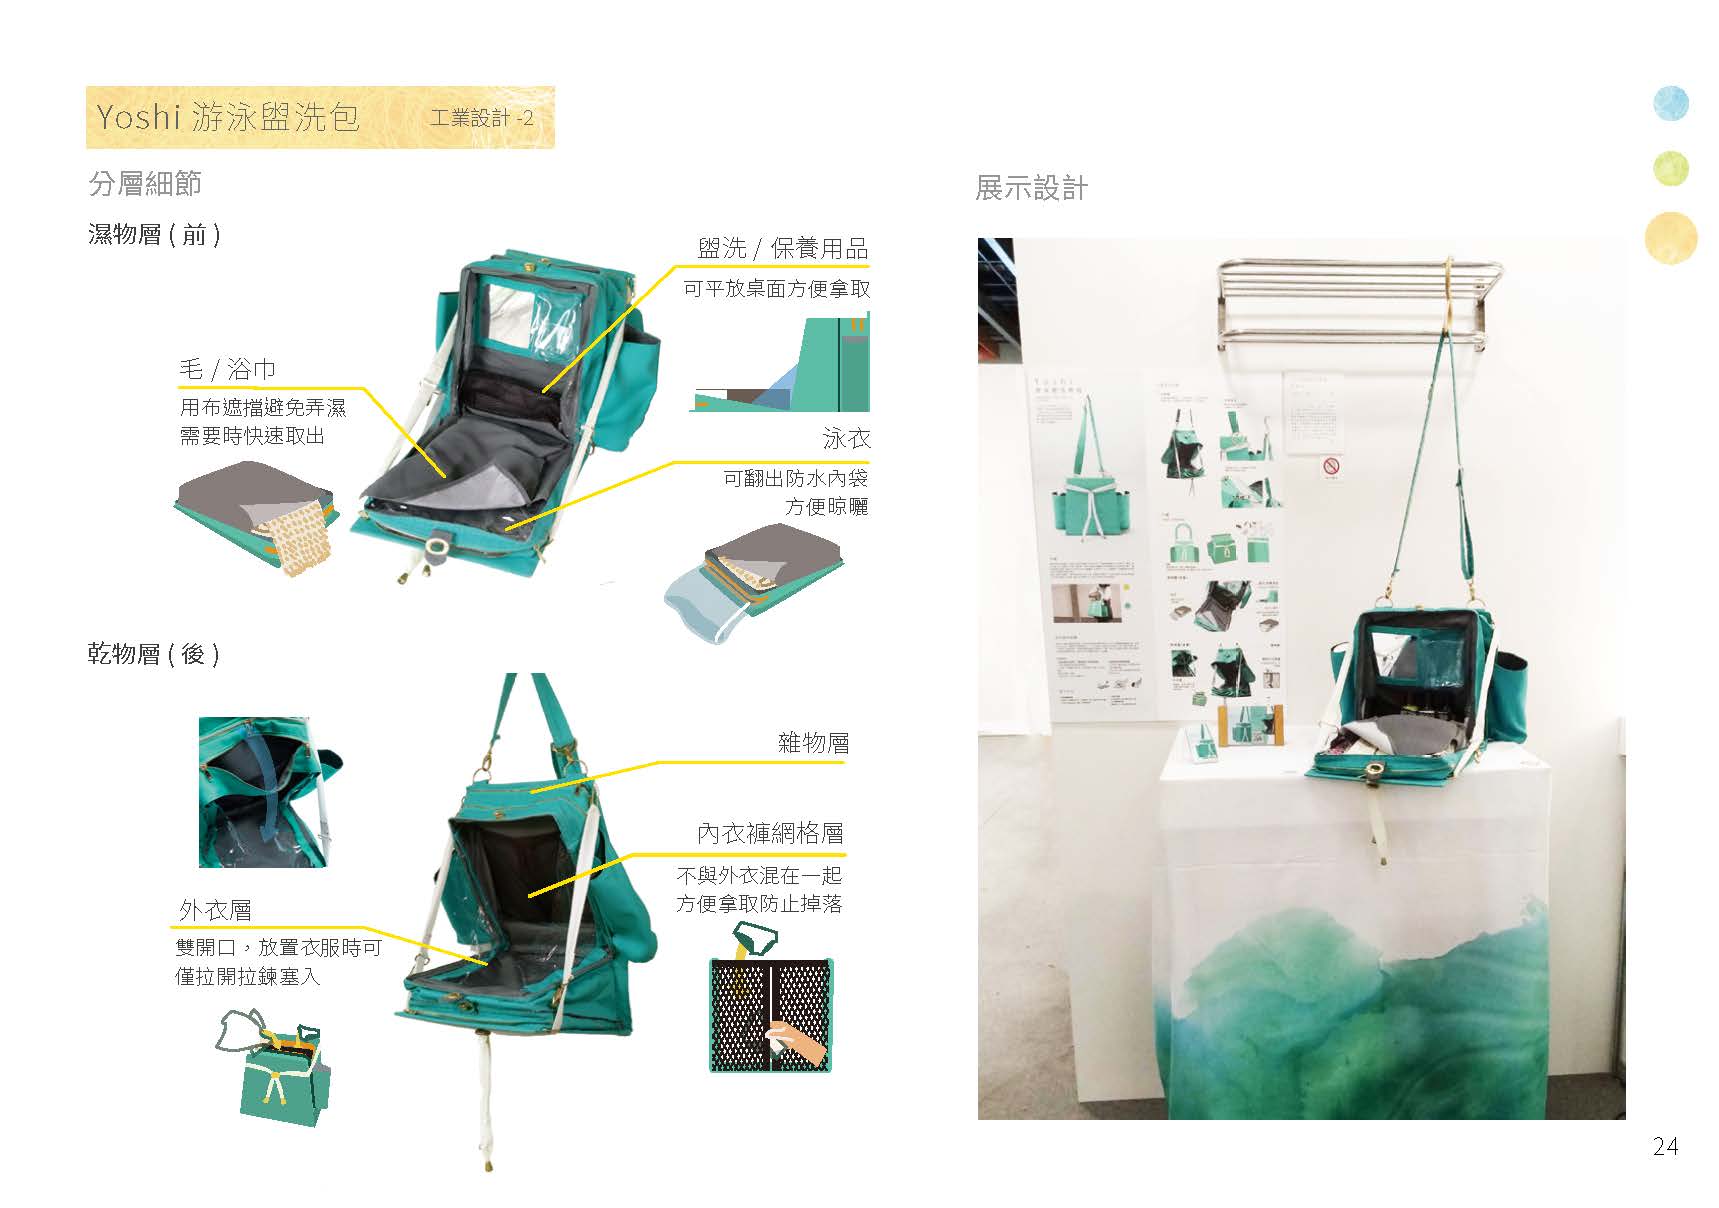 Yoshi 游泳盥洗包
工業設計 -2
分層細節
濕物層 ( 前 )
盥洗 / 保養用品
可平放桌面方便拿取
毛 / 浴巾
用布遮擋避免弄濕
需要時快速取出
泳衣
可翻出防水內袋
方便晾曬
乾物層 ( 後 )
雜物層
內衣褲網格層
不與外衣混在一起
方便拿取防止掉落
外衣層
雙開口，放置衣服時可
僅拉開拉鍊塞入
展示設計
Yoshi
24